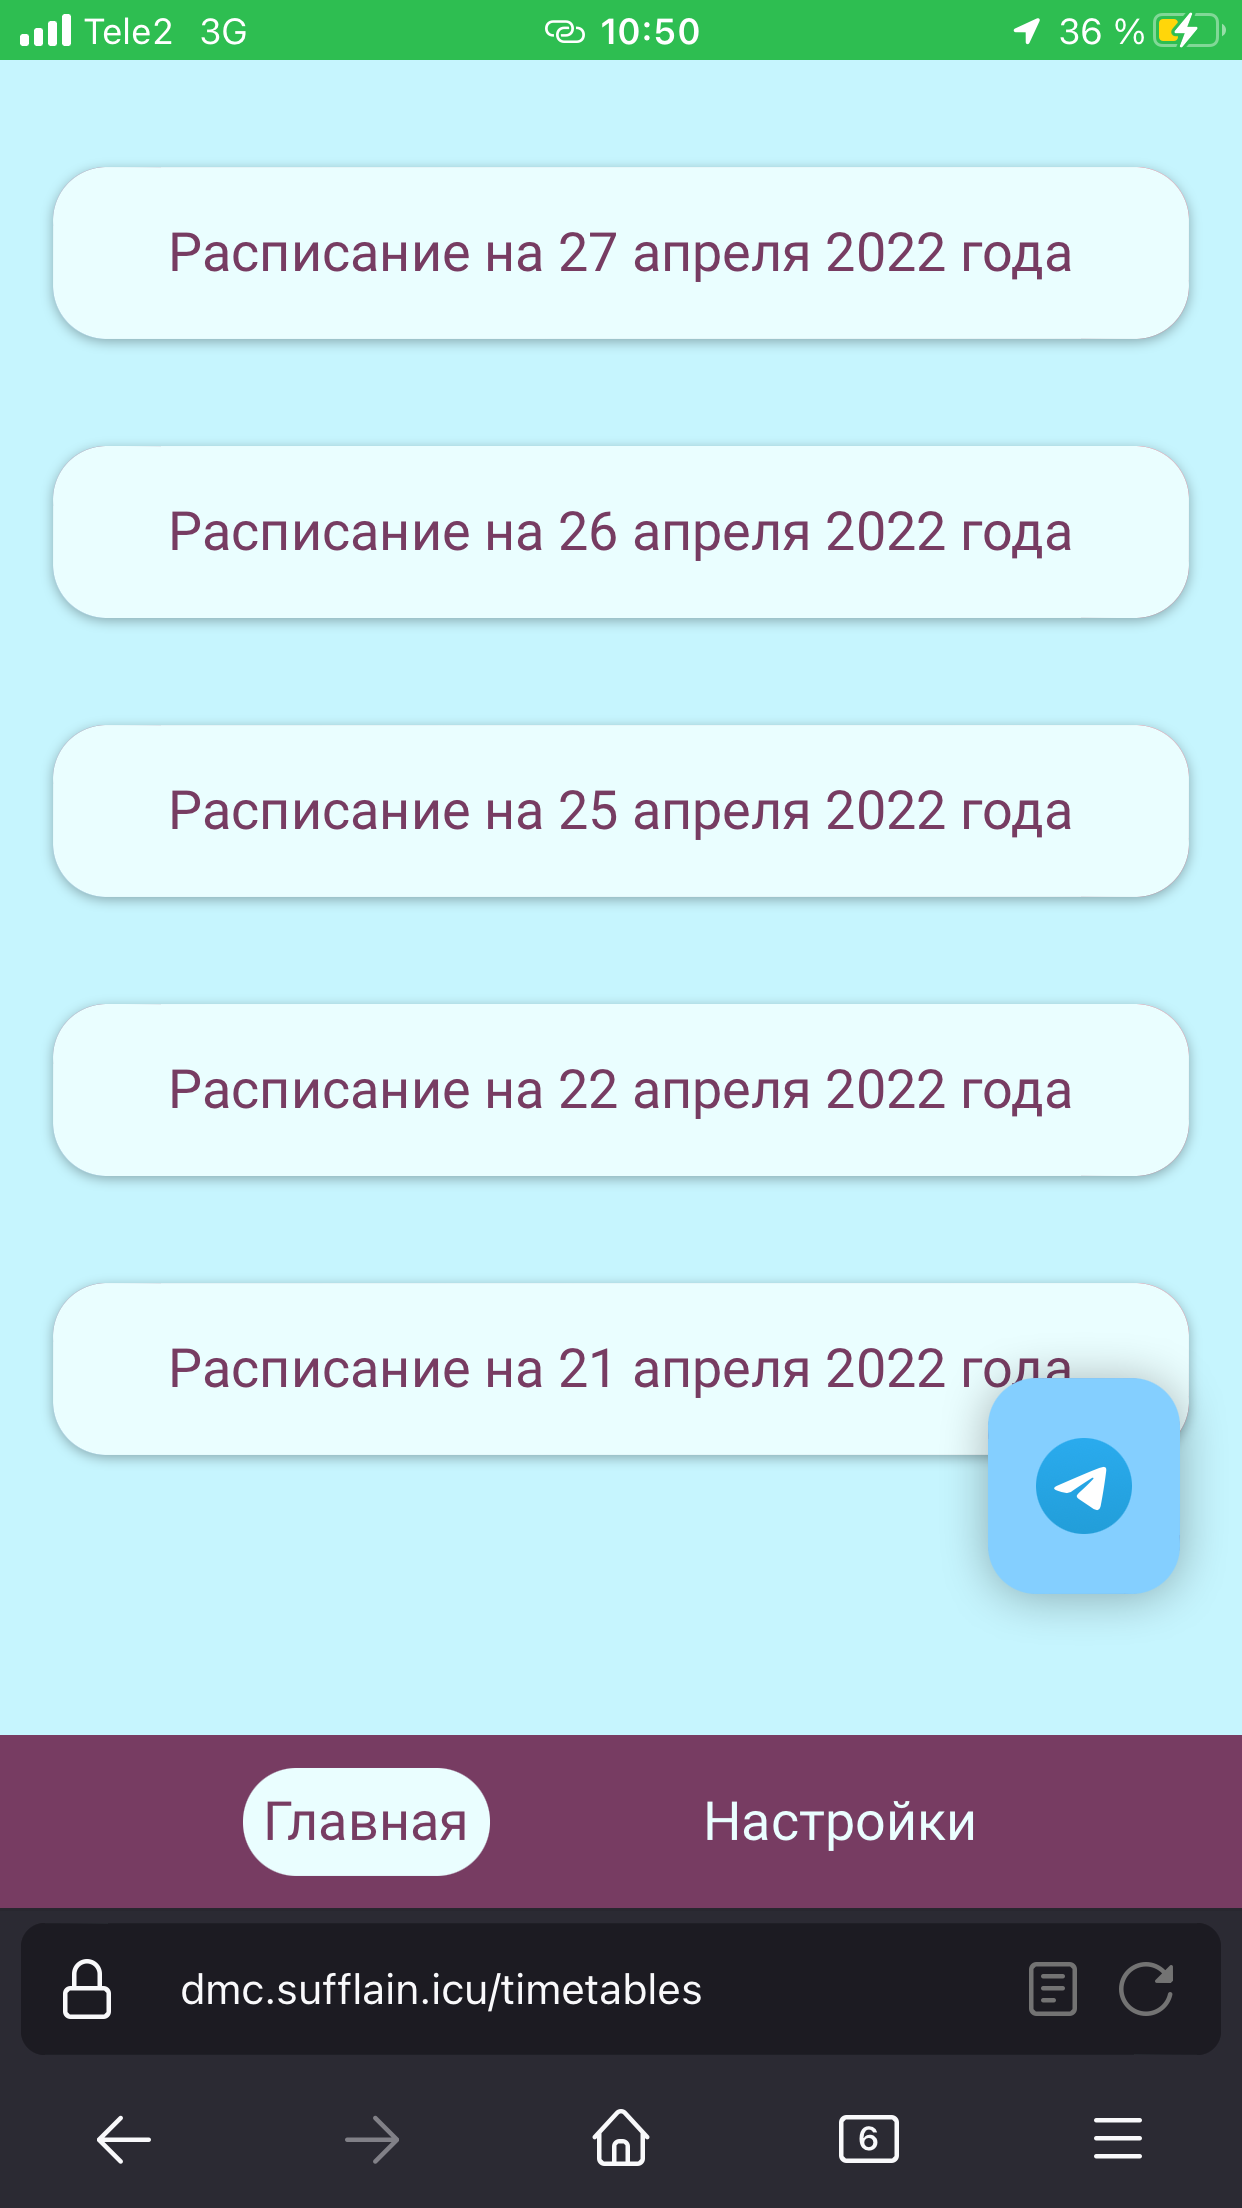 Tele2 3G 10:50 36 %
Расписание на 27 апреля 2022 года
Расписание на 26 апреля 2022 года
Расписание на 25 апреля 2022 года
Расписание на 22 апреля 2022 года
Расписание на 21 апреля 2022 года
Главная Настройки
dmc.sufflain.icu/timetables
6